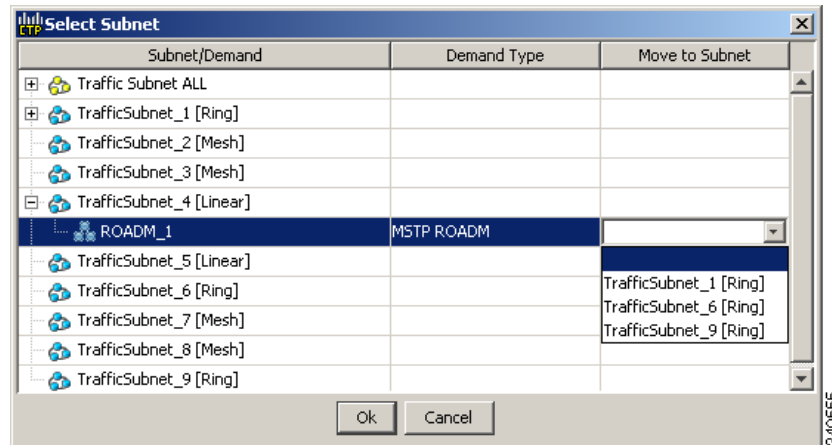 CTP Select Subnet
Subnet/Demand Demand Type Move to Subnet
Traffic Subnet ALL
TrafficSubnet_1 [Ring]
TrafficSubnet_2 [Mesh]
TrafficSubnet_3 [Mesh]
TrafficSubnet_4 [Linear]
ROADM_1 MSTP ROADM
TrafficSubnet_5 [Linear]
TrafficSubnet_6 [Ring]
TrafficSubnet_7 [Mesh]
TrafficSubnet_8 [Mesh]
TrafficSubnet_9 [Ring]
TrafficSubnet_1 [Ring]
TrafficSubnet_6 [Ring]
TrafficSubnet_9 [Ring]
Ok Cancel